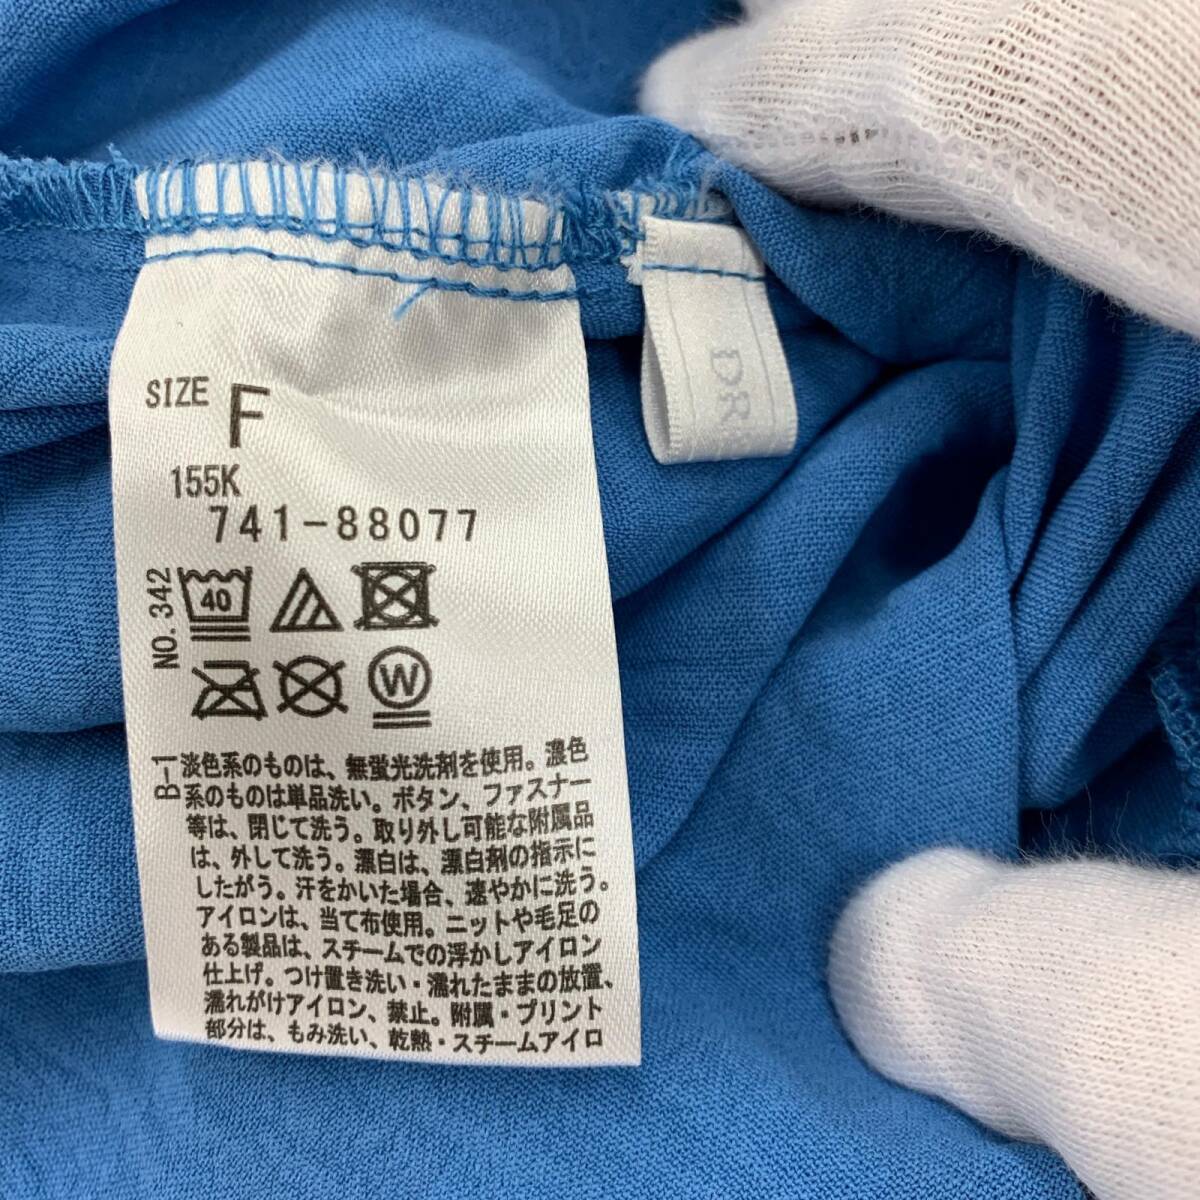 SIZE F
155K
741-88077
NO. 342
40
W
B-1
淡色系のものは、無蛍光洗剤を使用。濃色
系のものは単品洗い。ボタン、ファスナー
等は、閉じて洗う。取り外し可能な附属品
は、外して洗う。漂白は、漂白剤の指示に
したがう。汗をかいた場合、速やかに洗う。
アイロンは、当て布使用。ニットや毛足の
ある製品は、スチームでの浮かしアイロン
仕上げ。つけ置き洗い・濡れたままの放置、
濡れがけアイロン、禁止。附属・プリント
部分は、もみ洗い、乾熱・スチームアイロ
DR